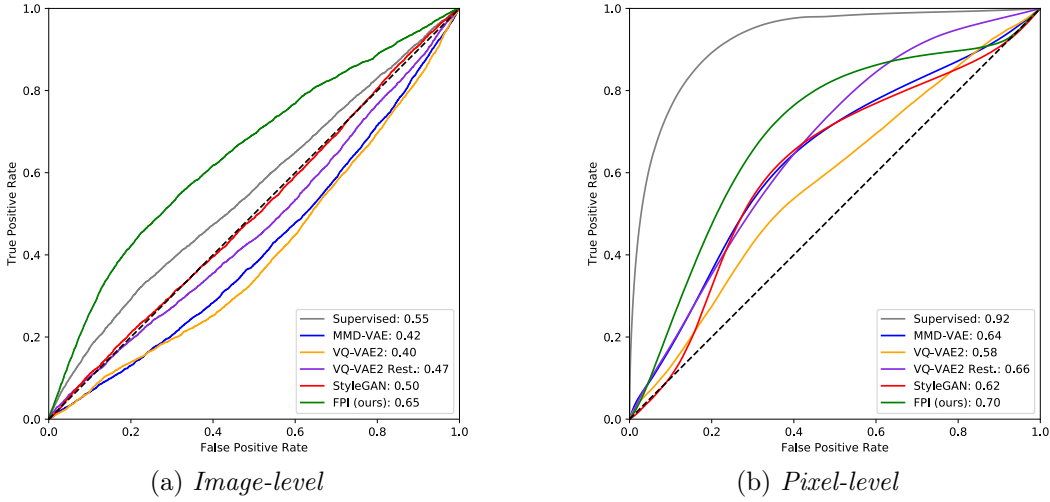 1.0
0.8
0.6
0.4
0.2
0.0
True Positive Rate
0.0 0.2 0.4 0.6 0.8 1.0
False Positive Rate
Supervised: 0.55
MMD-VAE: 0.42
VQ-VAE2: 0.40
VQ-VAE2 Rest.: 0.47
StyleGAN: 0.50
FPI (ours): 0.65
(a) Image-level
1.0
0.8
0.6
0.4
0.2
0.0
True Positive Rate
0.0 0.2 0.4 0.6 0.8 1.0
False Positive Rate
Supervised: 0.92
MMD-VAE: 0.64
VQ-VAE2: 0.58
VQ-VAE2 Rest.: 0.66
StyleGAN: 0.62
FPI (ours): 0.70
(b) Pixel-level